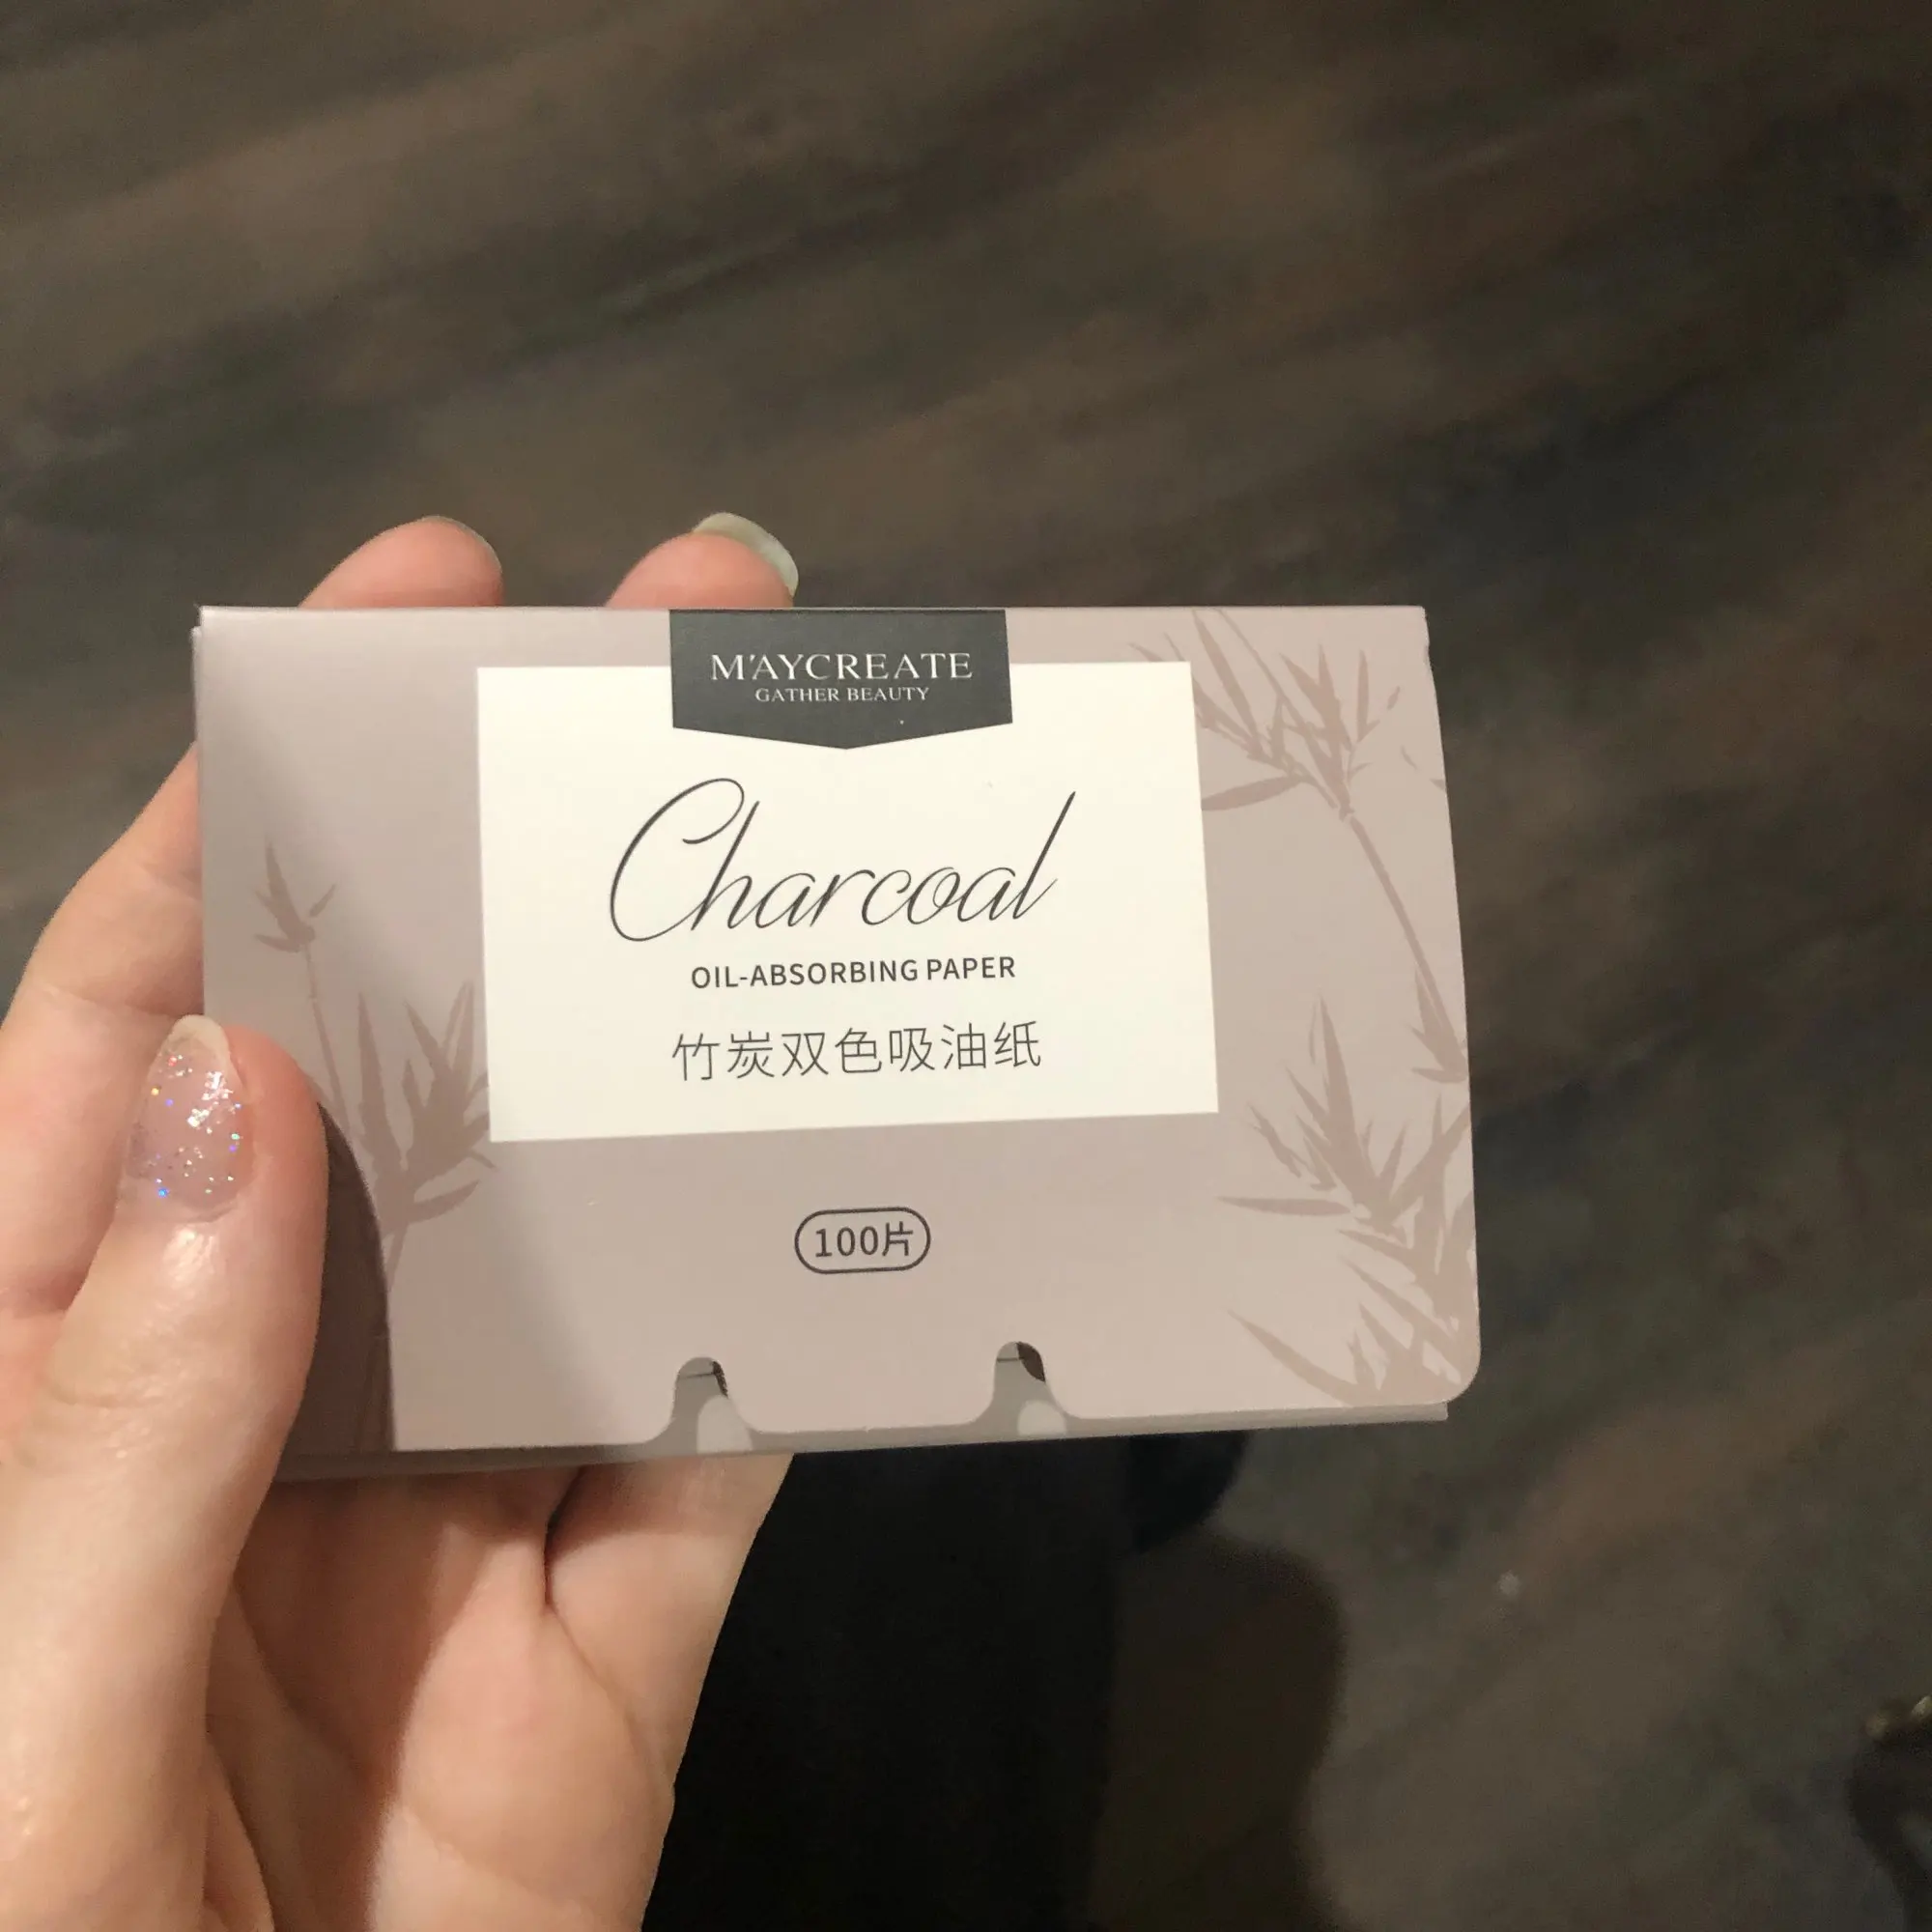 M'AYCREATE
GATHER BEAUTY
Charcoal
OIL-ABSORBING PAPER
竹炭双色吸油纸
100片